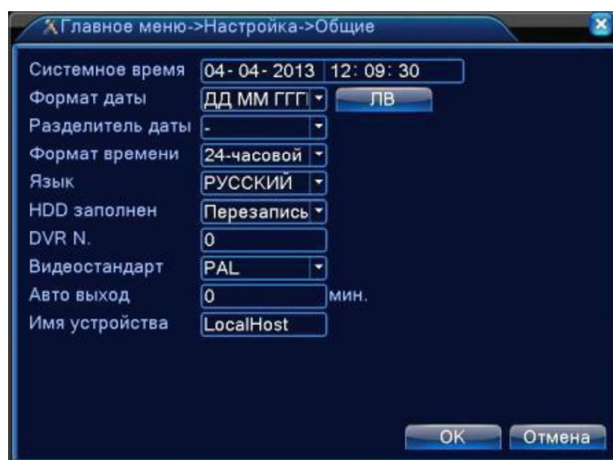 Главное меню->Настройка->Общие
Системное время 04- 04- 2013 12: 09: 30
Формат даты ДД ММ ГГГ ЛВ
Разделитель даты -
Формат времени 24-часовой
Язык РУССКИЙ
HDD заполнен Перезапись
DVR N. 0
Видеостандарт PAL
Авто выход 0 мин.
Имя устройства LocalHost
OK Отмена